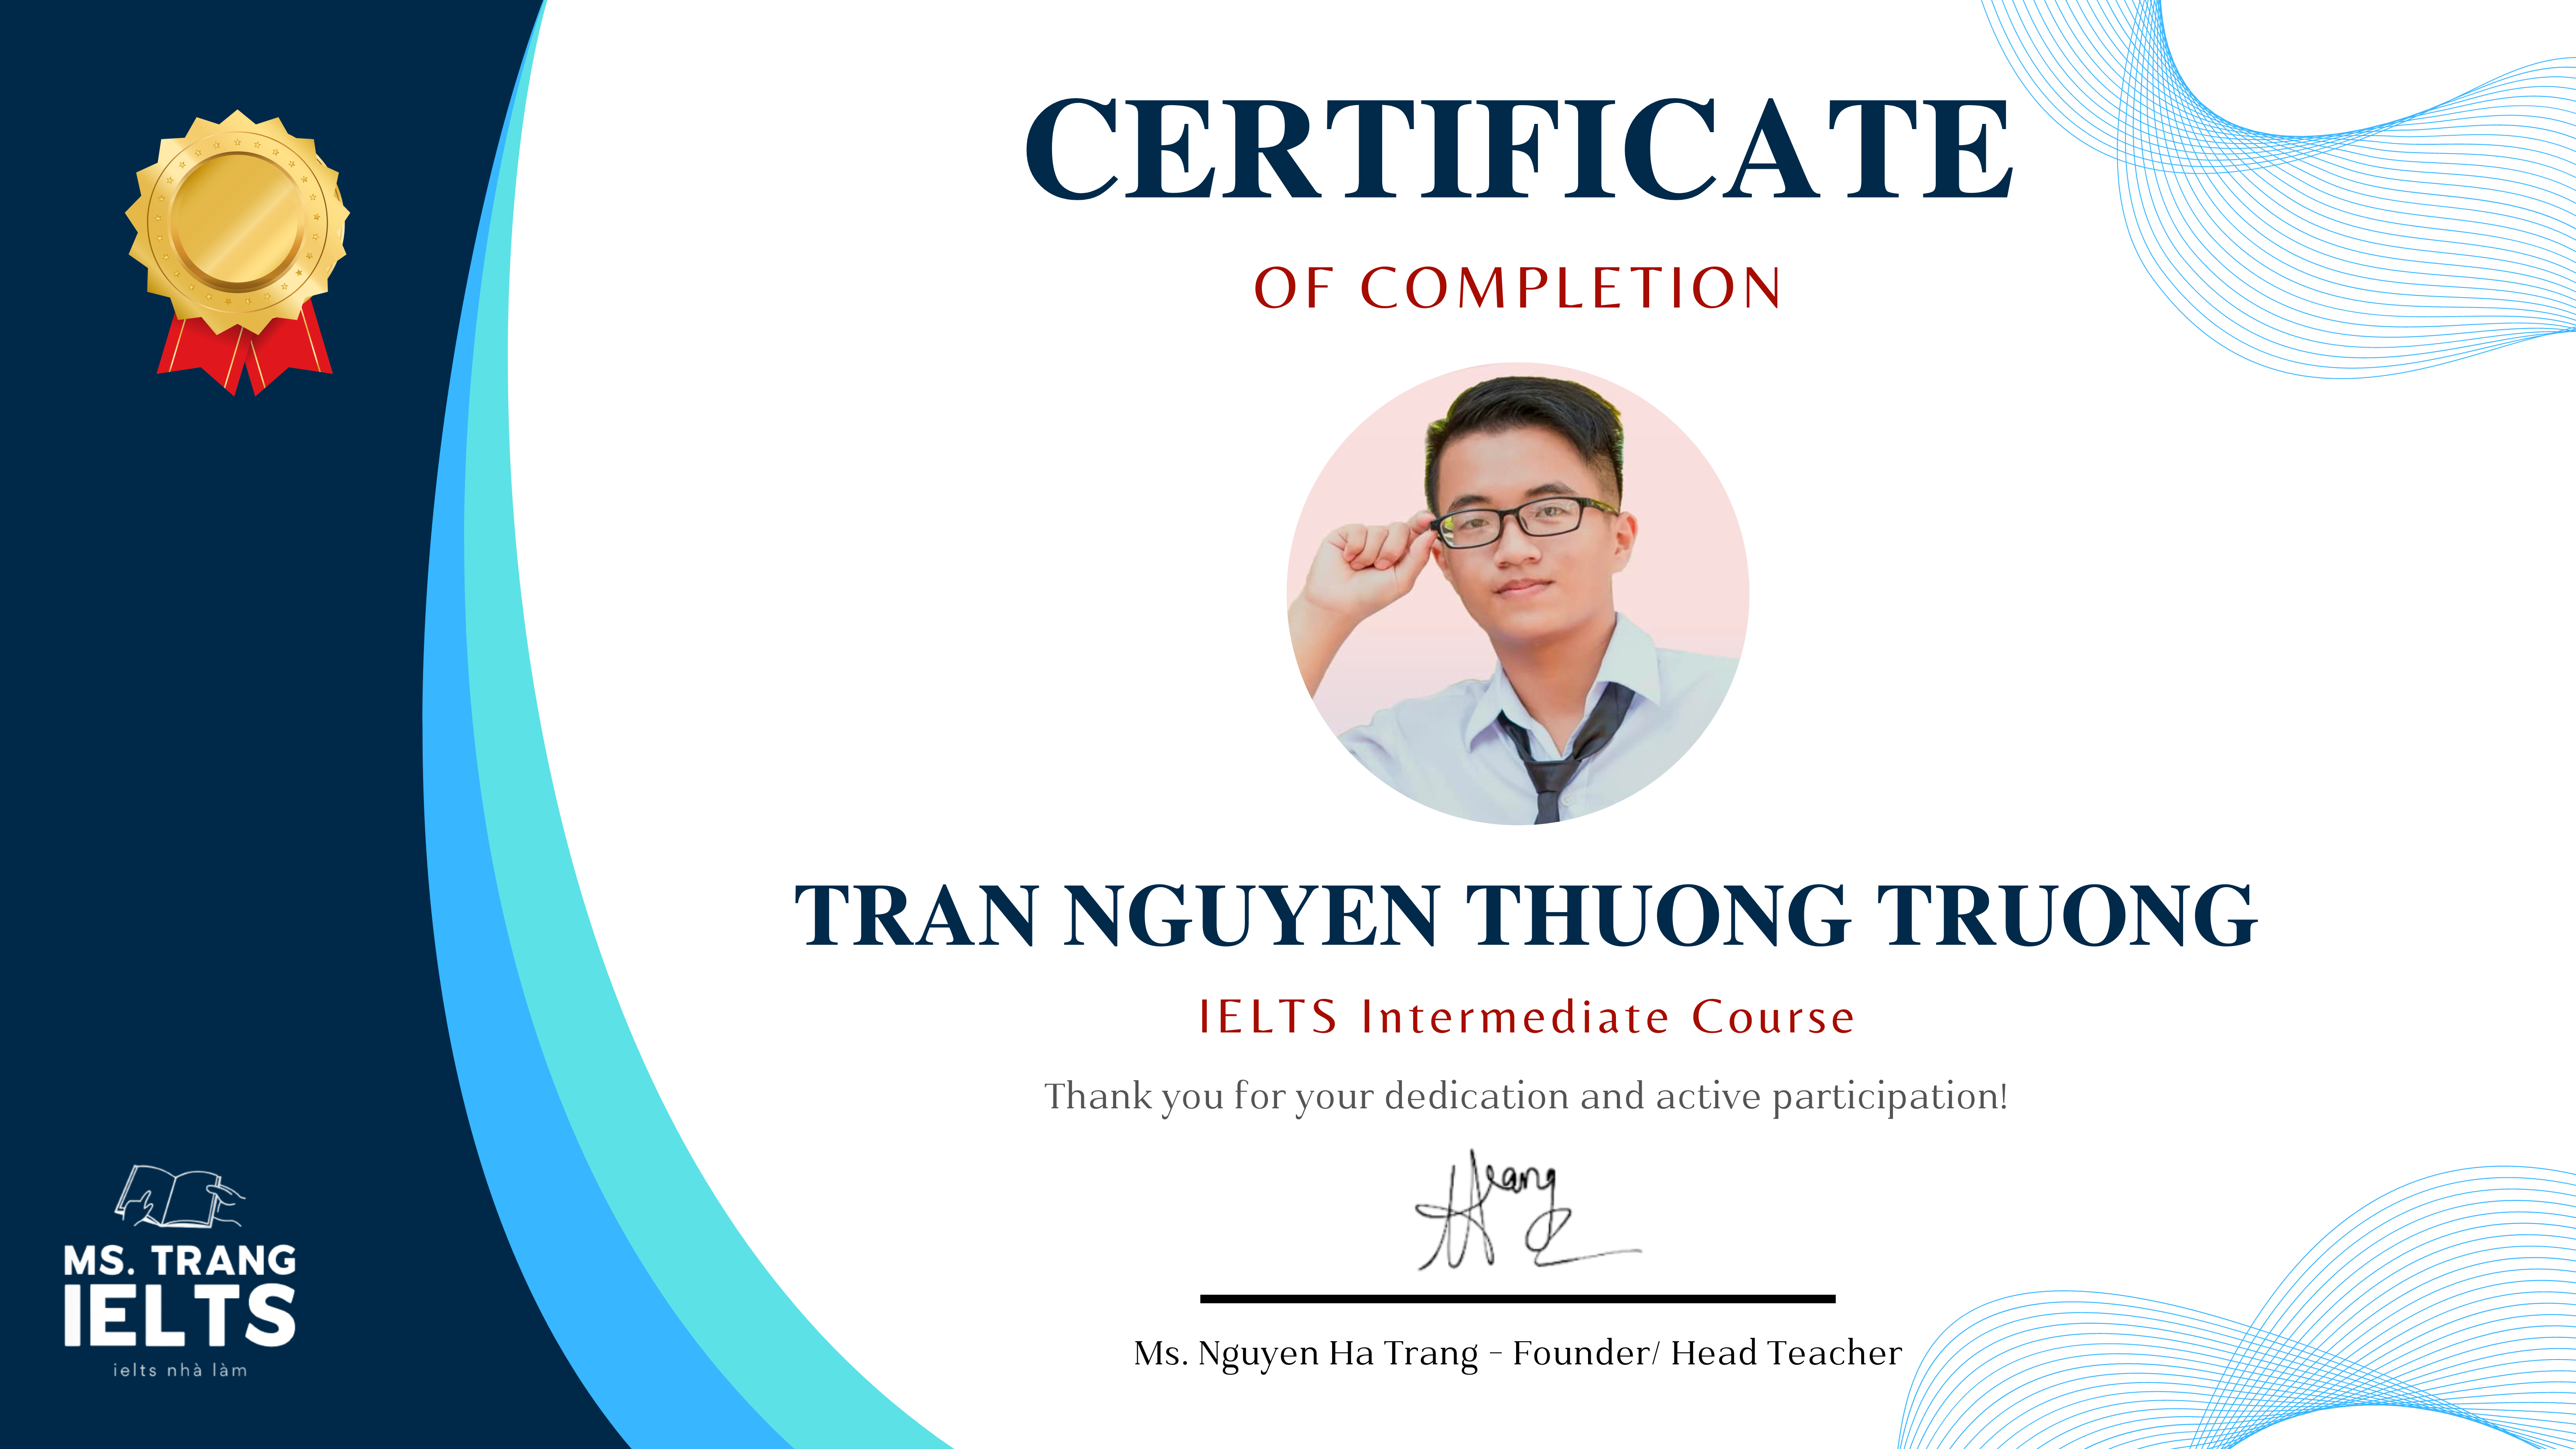 CERTIFICATE
OF COMPLETION
TRAN NGUYEN THUONG TRUONG
IELTS Intermediate Course
Thank you for your dedication and active participation!
Ms. Nguyen Ha Trang - Founder/ Head Teacher
MS. TRANG
IELTS
ielts nhà làm